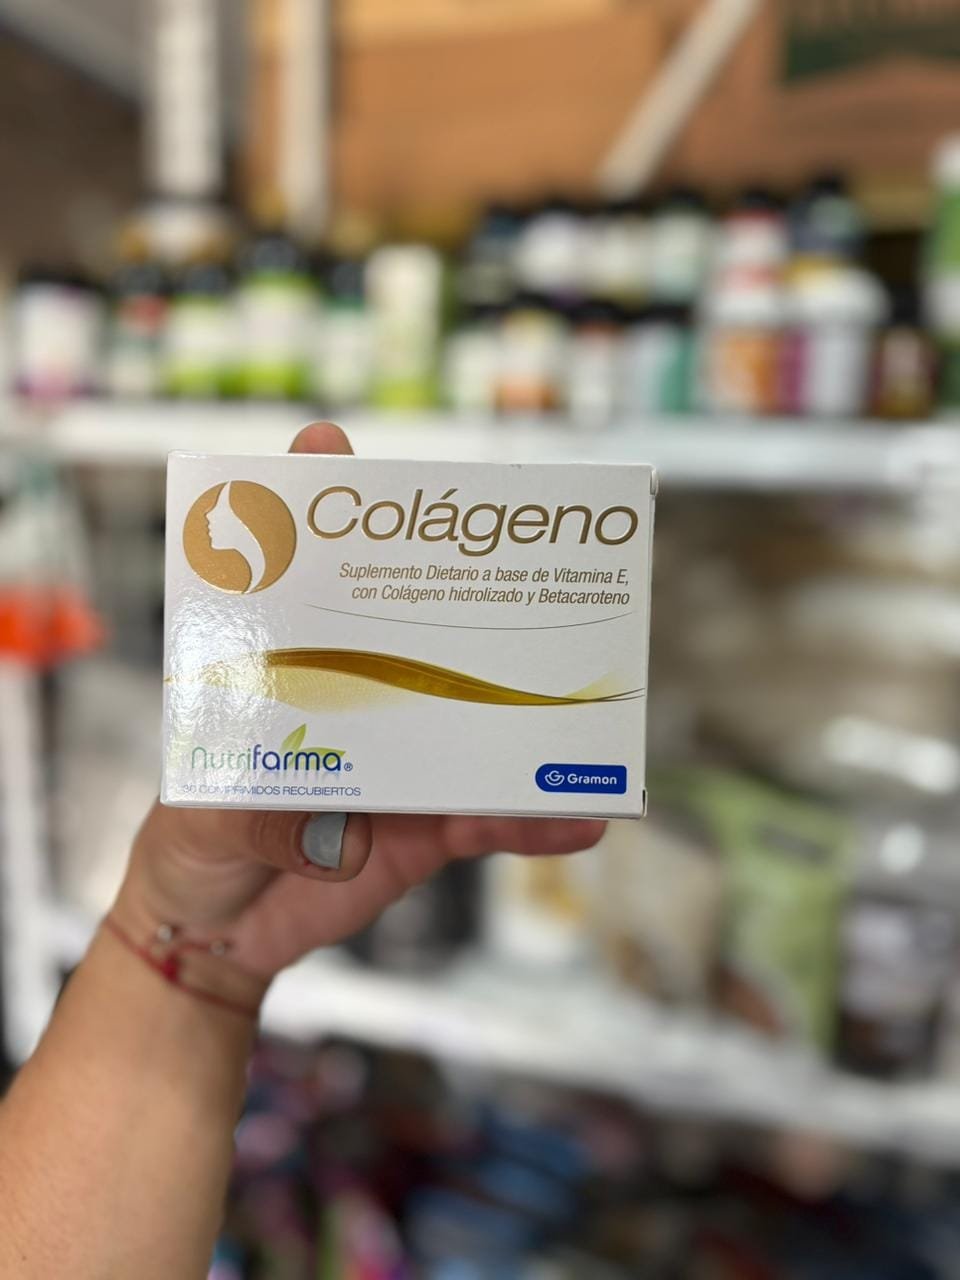 Colágeno
Suplemento Dietario a base de Vitamina E,
con Colágeno hidrolizado y Betacaroteno
nutrifarma®
30 COMPRIMIDOS RECUBIERTOS
Gramon